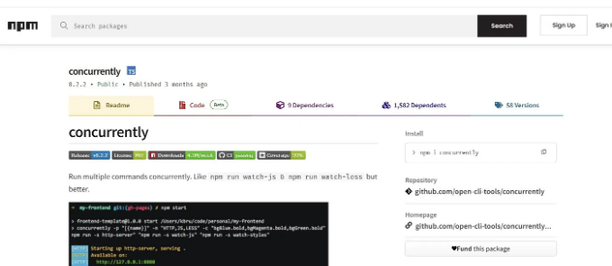 npm
Search packages
Search
Sign Up
Sign I
concurrently TS
8.2.2 • Public • Published 3 months ago
Readme
Code Beta
9 Dependencies
1,582 Dependents
58 Versions
concurrently
Release v8.2.2 License MIT Downloads CI passing Coverage
Run multiple commands concurrently. Like npm run watch-js & npm run watch-less but
better.
my-frontend git:(gh-pages) npm start
> frontend-template@1.0.0 start /Users/kbru/code/personal/my-frontend
> concurrently -p "[{name}]" -n "HTTP,JS,LESS" -c "bgBlue.bold,bgMagenta.bold,bgGreen.bold"
npm run -s http-server" "npm run -s watch-js" "npm run -s watch-styles"
[HTTP] Starting up http-server, serving .
[HTTP] Available on:
[HTTP] http://127.0.0.1:8080
Install
> npm i concurrently
Repository
github.com/open-cli-tools/concurrently
Homepage
github.com/open-cli-tools/concurrently...
Fund this package